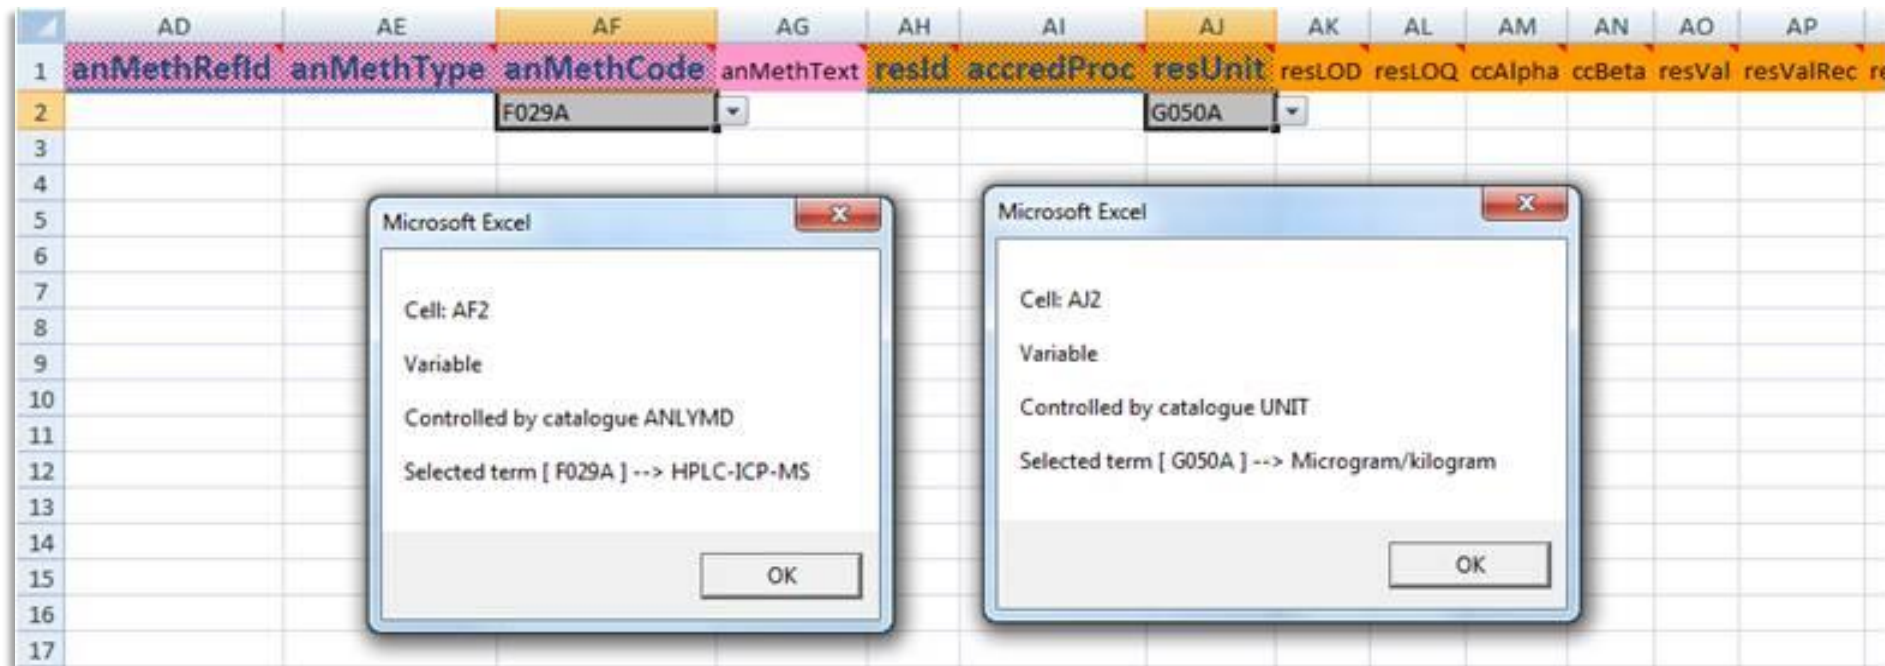 AD AE AF AG AH AI AJ AK AL AM AN AO AP
1 anMethRefId anMethType anMethCode anMethText resId accredProc resUnit resLOD resLOQ ccAlpha ccBeta resVal resValRec re
2 F029A G050A
3
4
5
6
7
8
9
10
11
12
13
14
15
16
17
Microsoft Excel
Cell: AF2
Variable
Controlled by catalogue ANLYMD
Selected term [ F029A ] --> HPLC-ICP-MS
OK
Microsoft Excel
Cell: AJ2
Variable
Controlled by catalogue UNIT
Selected term [ G050A ] --> Microgram/kilogram
OK